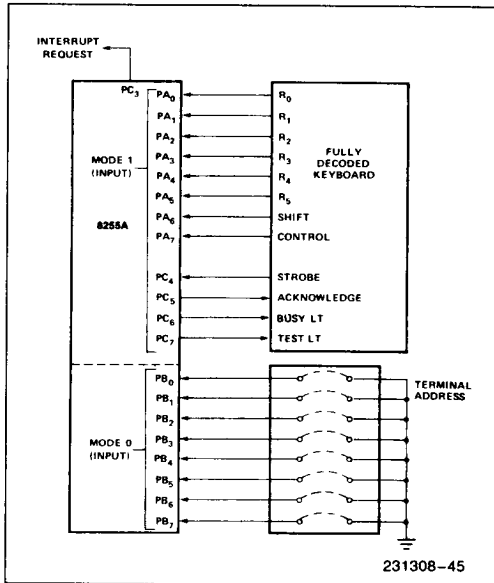 INTERRUPT
REQUEST
PC₃
PA₀
PA₁
PA₂
PA₃
PA₄
PA₅
PA₆
PA₇
MODE 1
(INPUT)
8255A
PC₄
PC₅
PC₆
PC₇
R₀
R₁
R₂
R₃
R₄
R₅
SHIFT
CONTROL
FULLY
DECODED
KEYBOARD
STROBE
ACKNOWLEDGE
BUSY LT
TEST LT
MODE 0
(INPUT)
PB₀
PB₁
PB₂
PB₃
PB₄
PB₅
PB₆
PB₇
TERMINAL
ADDRESS
231308-45